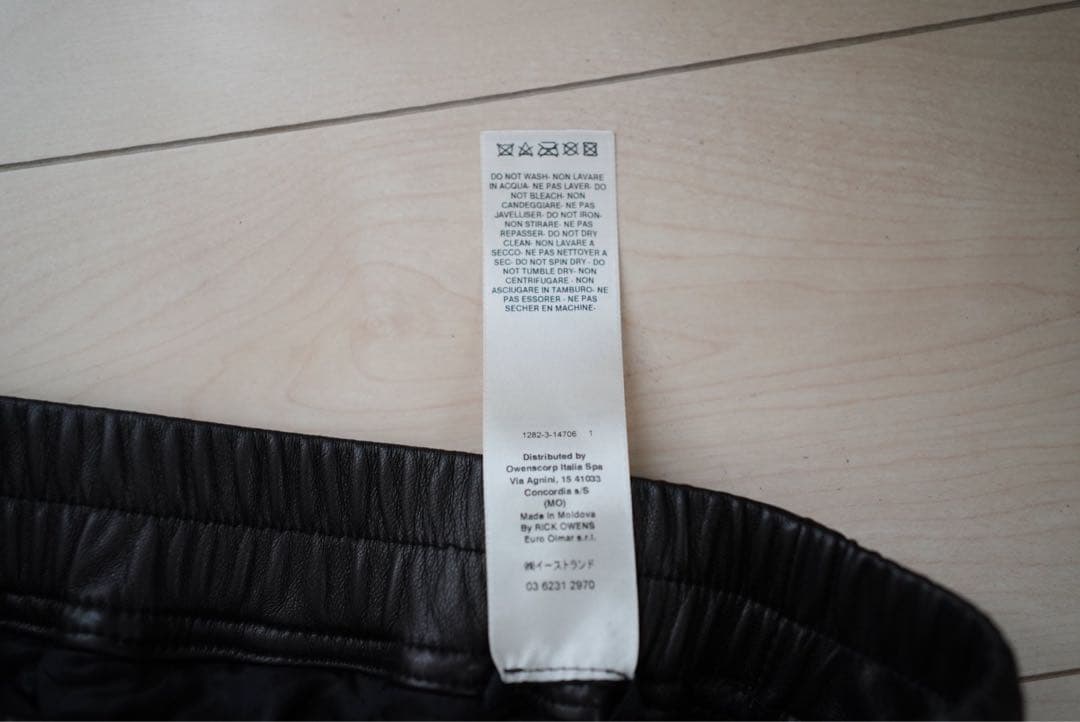 DO NOT WASH- NON LAVARE
IN ACQUA- NE PAS LAVER- DO
NOT BLEACH- NON
CANDEGGIARE- NE PAS
JAVELLISER- DO NOT IRON-
NON STIRARE- NE PAS
REPASSER- DO NOT DRY
CLEAN- NON LAVARE A
SECCO- NE PAS NETTOYER A
SEC- DO NOT SPIN DRY - DO
NOT TUMBLE DRY- NON
CENTRIFUGARE - NON
ASCIUGARE IN TAMBURO- NE
PAS ESSORER - NE PAS
SECHER EN MACHINE-
1282-3-14706 1
Distributed by
Owenscorp Italia Spa
Via Agnini, 15 41033
Concordia s/S
(MO)
Made in Moldova
By RICK OWENS
Euro Olmar s.r.l.
㈱イーストランド
03 6231 2970